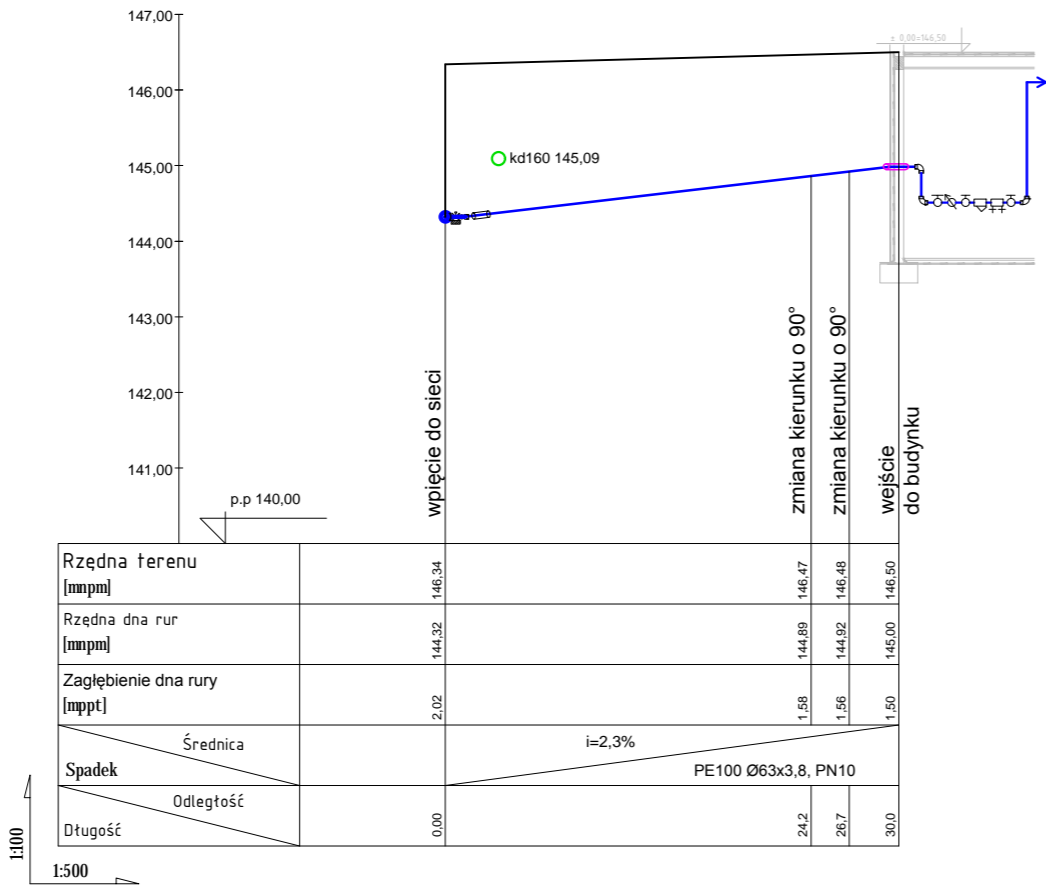 147,00
± 0,00=146,50
146,00
145,00
kd160 145,09
144,00
143,00
142,00
141,00
p.p 140,00
wpięcie do sieci
zmiana kierunku o 90°
zmiana kierunku o 90°
wejście
do budynku
Rzędna terenu
[mnpm]
146,34
146,47
146,48
146,50
Rzędna dna rur
[mnpm]
144,32
144,89
144,92
145,00
Zagłębienie dna rury
[mppt]
2,02
1,58
1,56
1,50
Średnica
Spadek
i=2,3%
PE100 Ø63x3,8, PN10
Odległość
Długość
0,00
24,2
26,7
30,0
1:100
1:500